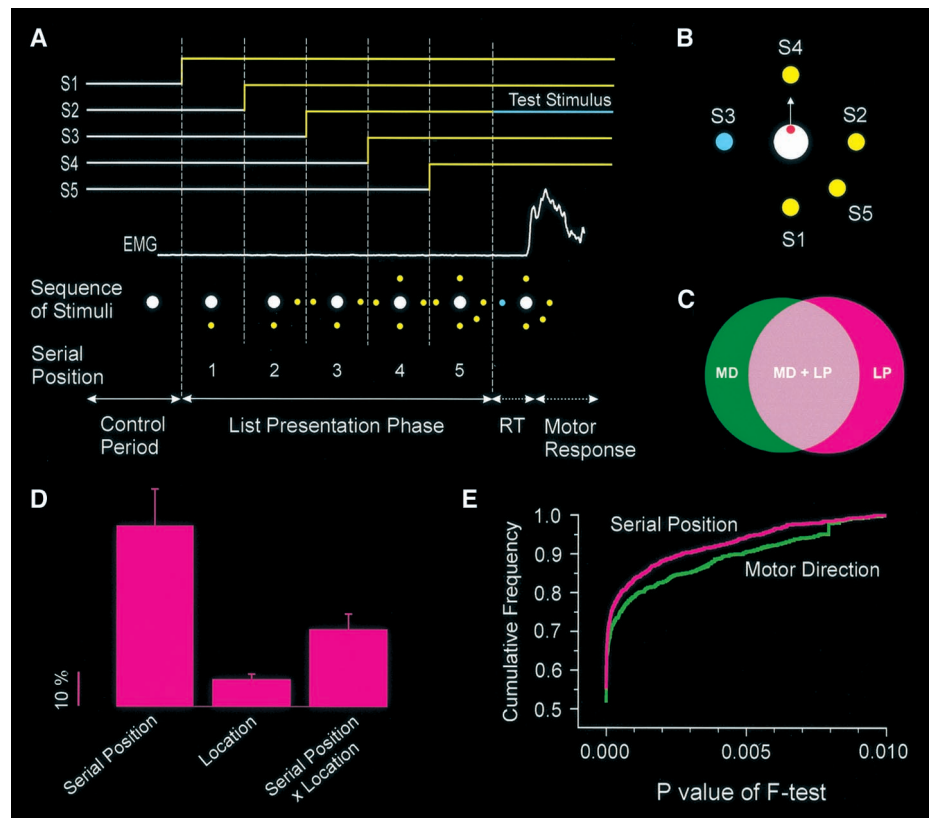 A
S1
S2
Test Stimulus
S3
S4
S5
EMG
Sequence
of Stimuli
Serial
Position
1 2 3 4 5
Control
Period
List Presentation Phase
RT
Motor
Response
B
S4
S3
S2
S5
S1
C
MD
MD + LP
LP
D
10 %
Serial Position
Location
Serial Position
x Location
E
Cumulative Frequency
1.0
0.9
0.8
0.7
0.6
0.5
Serial Position
Motor Direction
0.000 0.005 0.010
P value of F-test